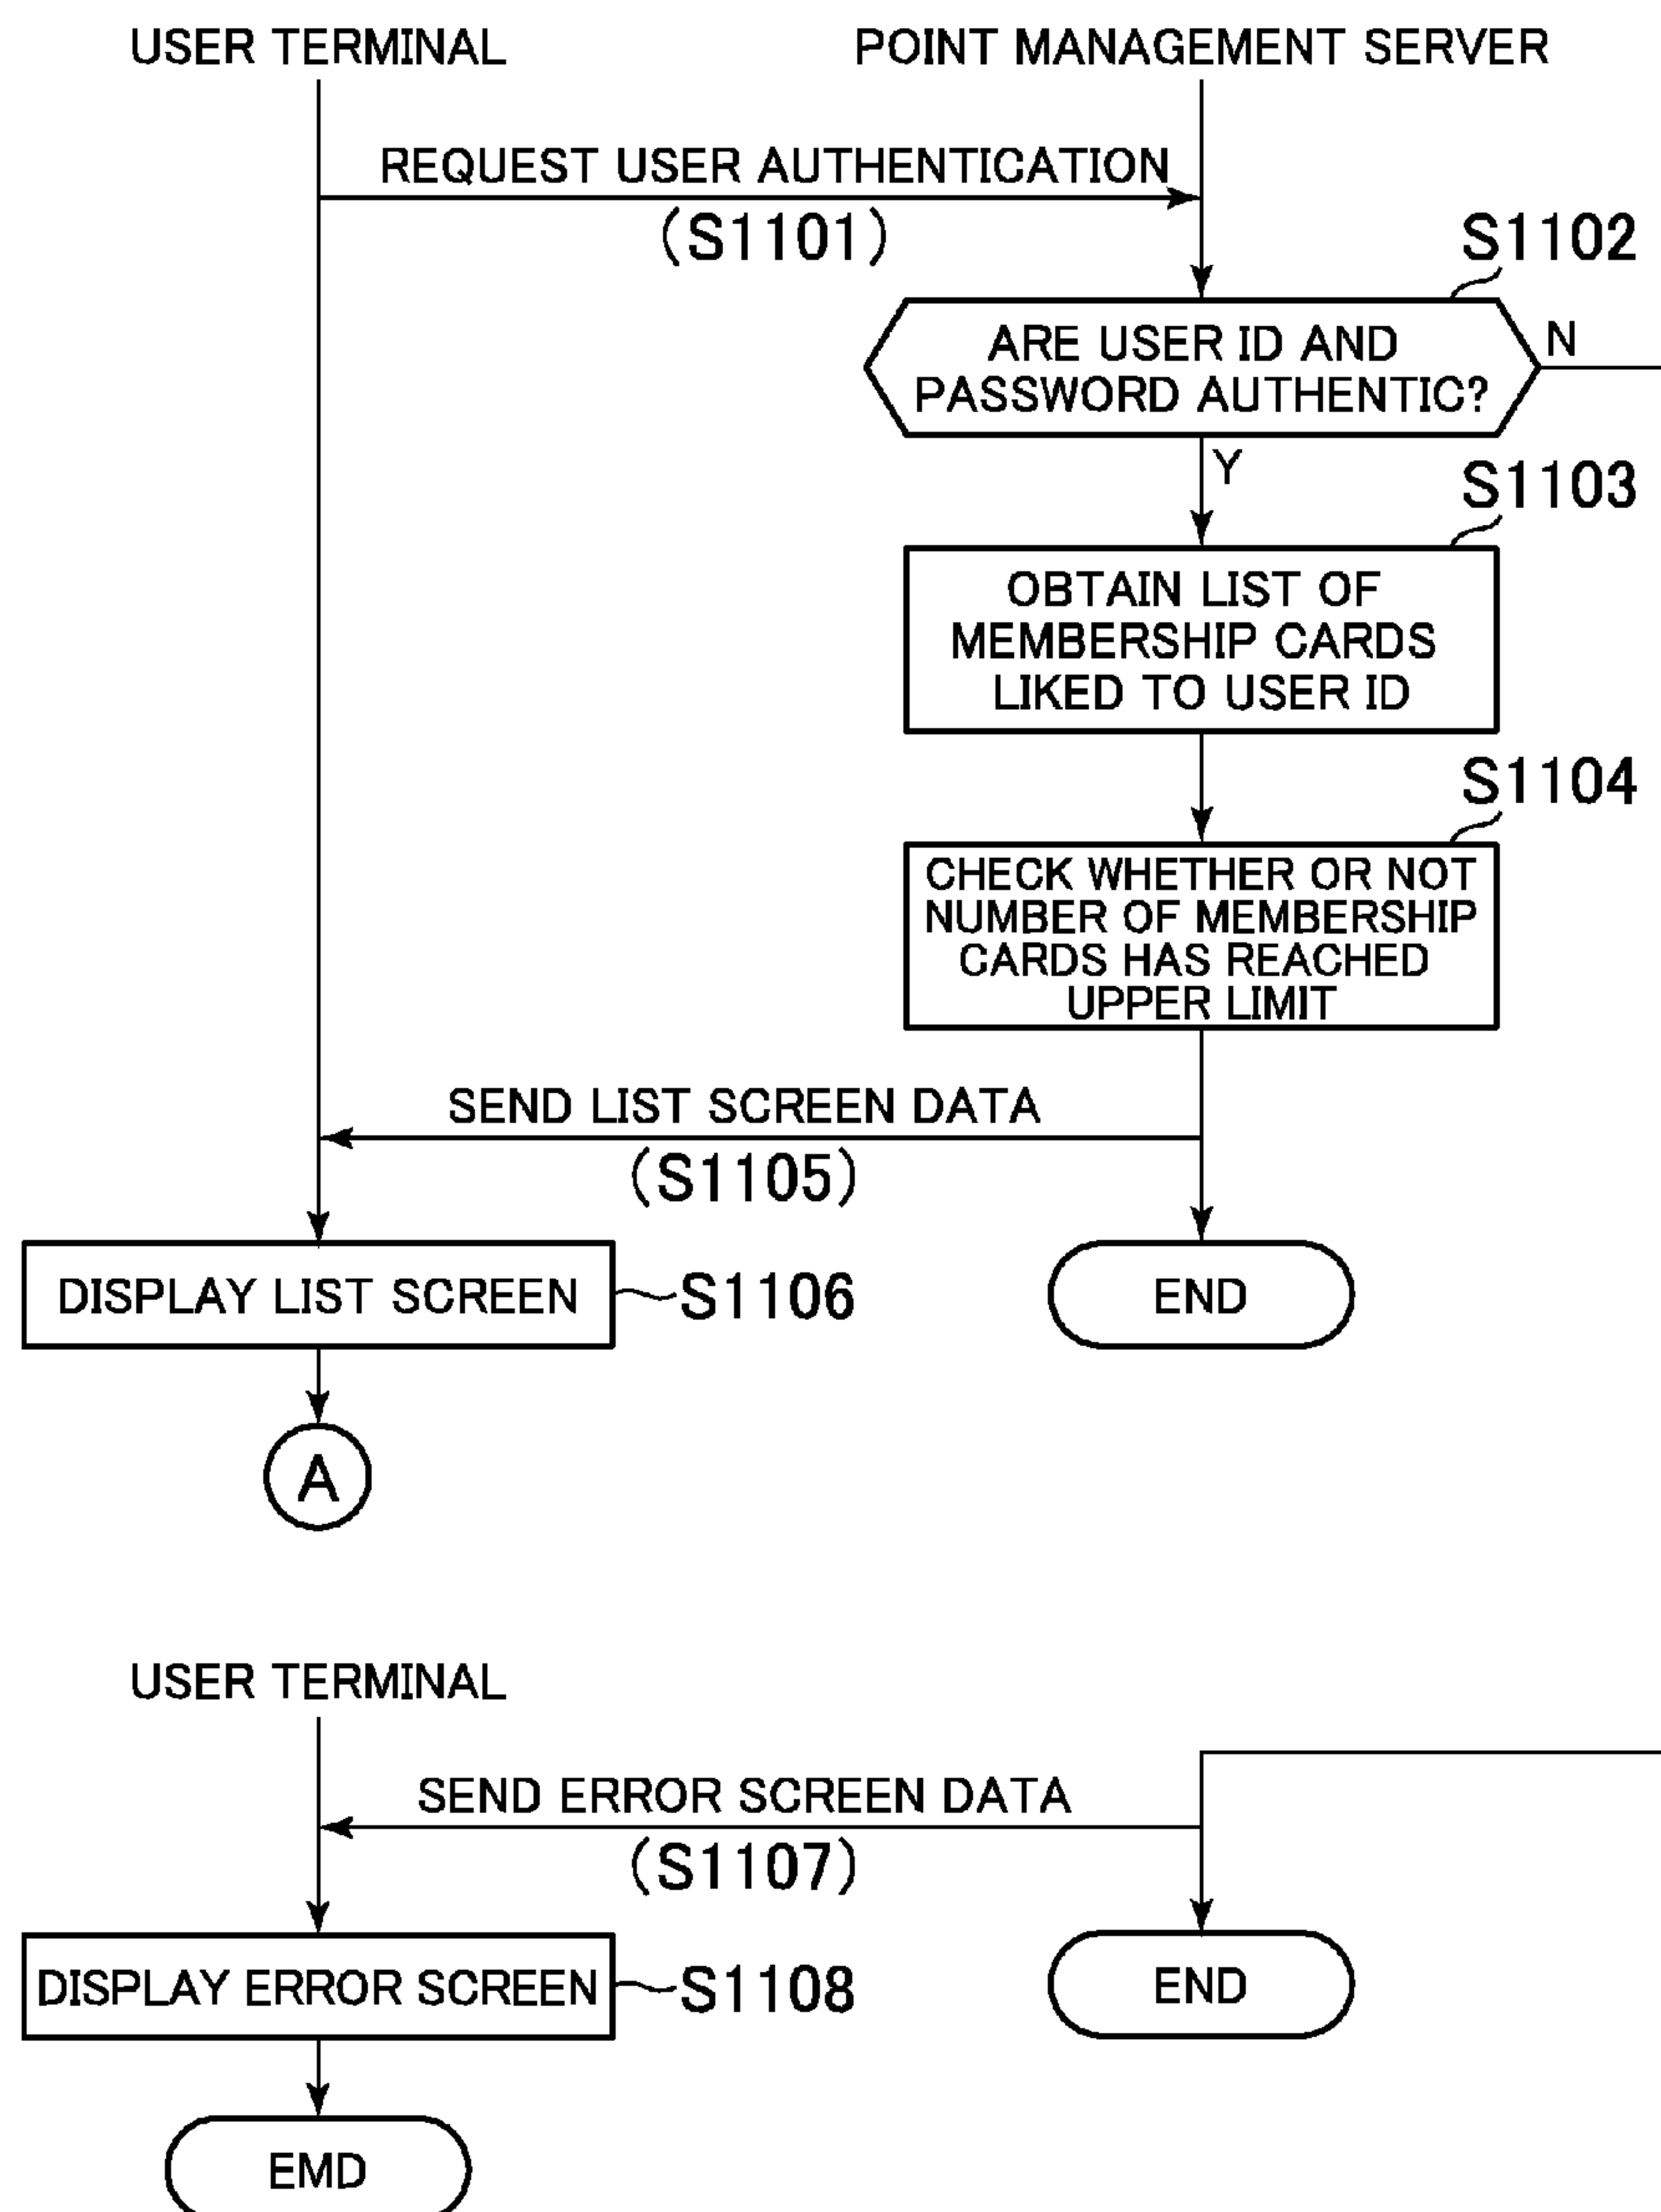 USER TERMINAL
POINT MANAGEMENT SERVER
REQUEST USER AUTHENTICATION
(S1101)
S1102
ARE USER ID AND
PASSWORD AUTHENTIC?
N
Y
S1103
OBTAIN LIST OF
MEMBERSHIP CARDS
LIKED TO USER ID
S1104
CHECK WHETHER OR NOT
NUMBER OF MEMBERSHIP
CARDS HAS REACHED
UPPER LIMIT
SEND LIST SCREEN DATA
(S1105)
DISPLAY LIST SCREEN
S1106
END
A
USER TERMINAL
SEND ERROR SCREEN DATA
(S1107)
DISPLAY ERROR SCREEN
S1108
END
EMD